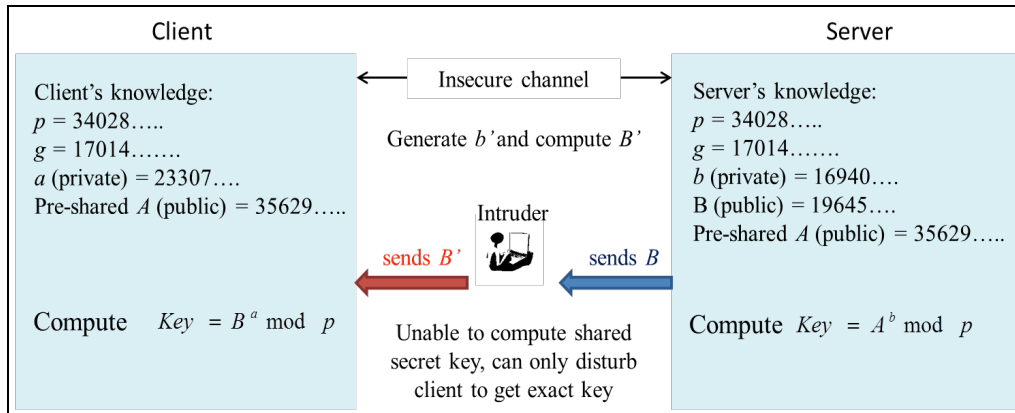 Client
Server
Client’s knowledge:
p = 34028…..
g = 17014…….
a (private) = 23307….
Pre-shared A (public) = 35629…..
Compute Key = B^a mod p
Insecure channel
Generate b’ and compute B’
Intruder
sends B’
sends B
Unable to compute shared
secret key, can only disturb
client to get exact key
Server’s knowledge:
p = 34028…..
g = 17014…….
b (private) = 16940….
B (public) = 19645….
Pre-shared A (public) = 35629…..
Compute Key = A^b mod p